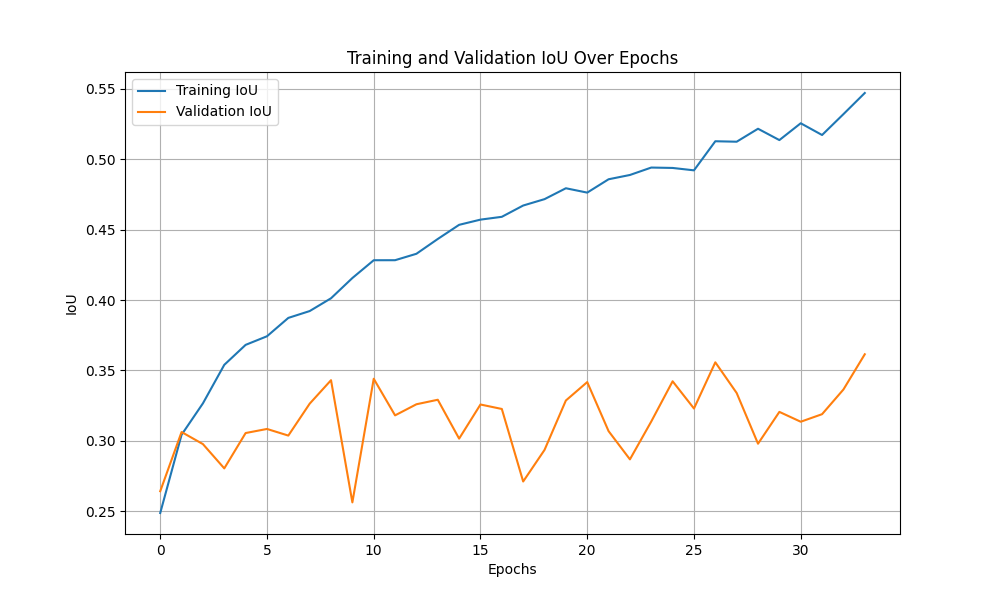 Training and Validation IoU Over Epochs
Training IoU
Validation IoU
0.55
0.50
0.45
0.40
0.35
0.30
0.25
IoU
0 5 10 15 20 25 30
Epochs